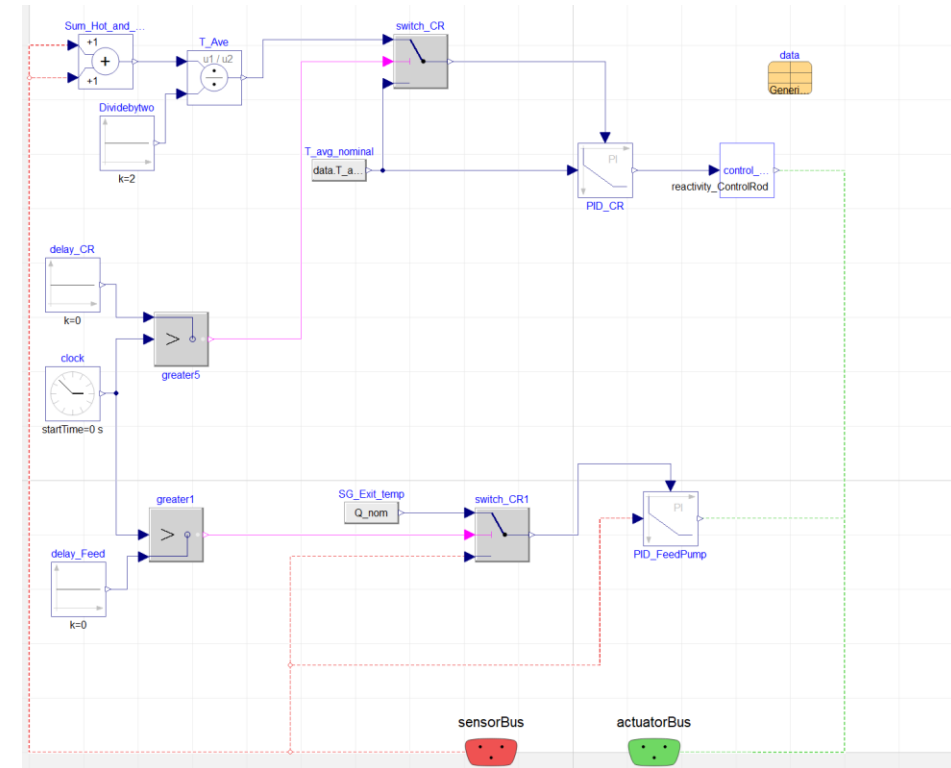 Sum_Hot_and_...
+1
+
+1
T_Ave
u1 / u2
switch_CR
data
Generi...
Dividebytwo
k=2
T_avg_nominal
data.T_a...
PI
PID_CR
control_...
reactivity_ControlRod
delay_CR
k=0
>
greater5
clock
startTime=0 s
greater1
>
SG_Exit_temp
Q_nom
switch_CR1
PI
PID_FeedPump
delay_Feed
k=0
sensorBus
actuatorBus